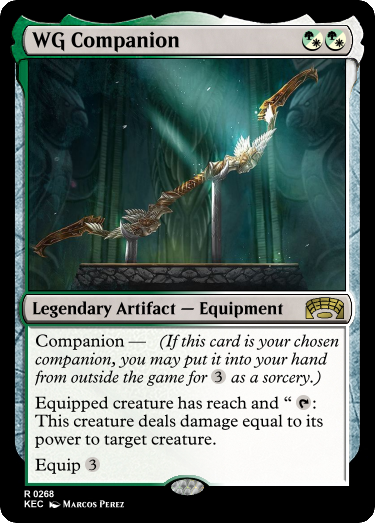 WG Companion
Legendary Artifact — Equipment
Companion — (If this card is your chosen
companion, you may put it into your hand
from outside the game for 3 as a sorcery.)
Equipped creature has reach and “ :
This creature deals damage equal to its
power to target creature.
Equip 3
R 0268
KEC Marcos Perez